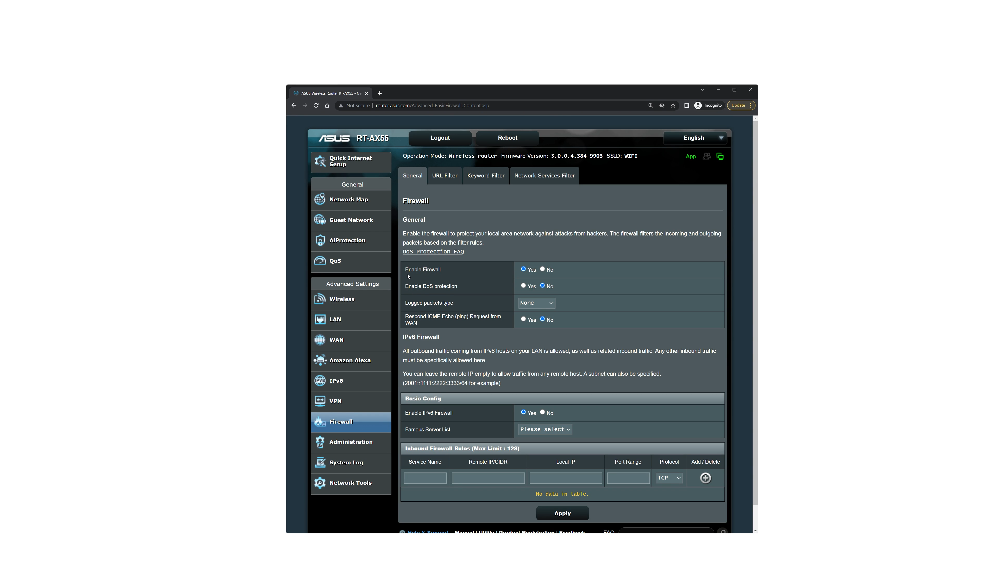 ASUS Wireless Router RT-AX55 - Ge
Not secure router.asus.com/Advanced_BasicFirewall_Content.asp Incognito Update
ASUS RT-AX55 Logout Reboot English
Quick Internet
Setup
Operation Mode: Wireless router Firmware Version: 3.0.0.4.384_9903 SSID: WIFI App
General
Network Map
Guest Network
AiProtection
QoS
Advanced Settings
Wireless
LAN
WAN
Amazon Alexa
IPv6
VPN
Firewall
Administration
System Log
Network Tools
General URL Filter Keyword Filter Network Services Filter
Firewall
General
Enable the firewall to protect your local area network against attacks from hackers. The firewall filters the incoming and outgoing
packets based on the filter rules.
DoS Protection FAQ
Enable Firewall Yes No
Enable DoS protection Yes No
Logged packets type None
Respond ICMP Echo (ping) Request from
WAN Yes No
IPv6 Firewall
All outbound traffic coming from IPv6 hosts on your LAN is allowed, as well as related inbound traffic. Any other inbound traffic
must be specifically allowed here.
You can leave the remote IP empty to allow traffic from any remote host. A subnet can also be specified.
(2001::1111:2222:3333/64 for example)
Basic Config
Enable IPv6 Firewall Yes No
Famous Server List Please select
Inbound Firewall Rules (Max Limit : 128)
Service Name Remote IP/CIDR Local IP Port Range Protocol Add / Delete
TCP
No data in table.
Apply
Help & Support Manual | Utility | Product Registration | Feedback FAQ